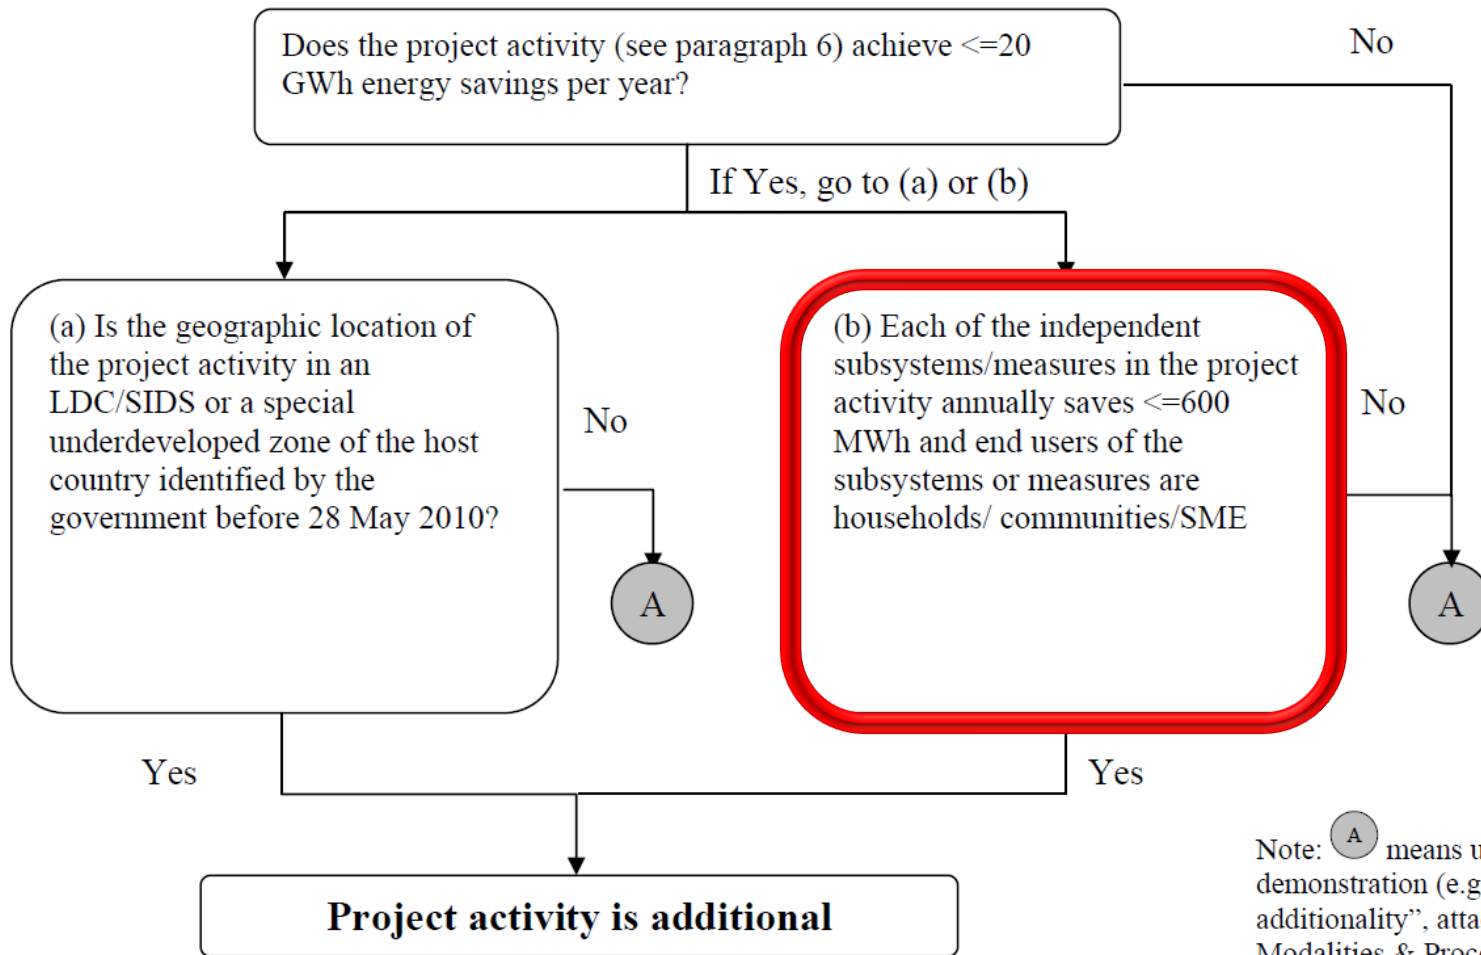 Does the project activity (see paragraph 6) achieve <=20
GWh energy savings per year?
No
If Yes, go to (a) or (b)
(a) Is the geographic location of
the project activity in an
LDC/SIDS or a special
underdeveloped zone of the host
country identified by the
government before 28 May 2010?
No
A
(b) Each of the independent
subsystems/measures in the project
activity annually saves <=600
MWh and end users of the
subsystems or measures are
households/ communities/SME
No
A
Yes
Yes
Project activity is additional
Note: A means
demonstration (e.g
additionality”,
Modalities &